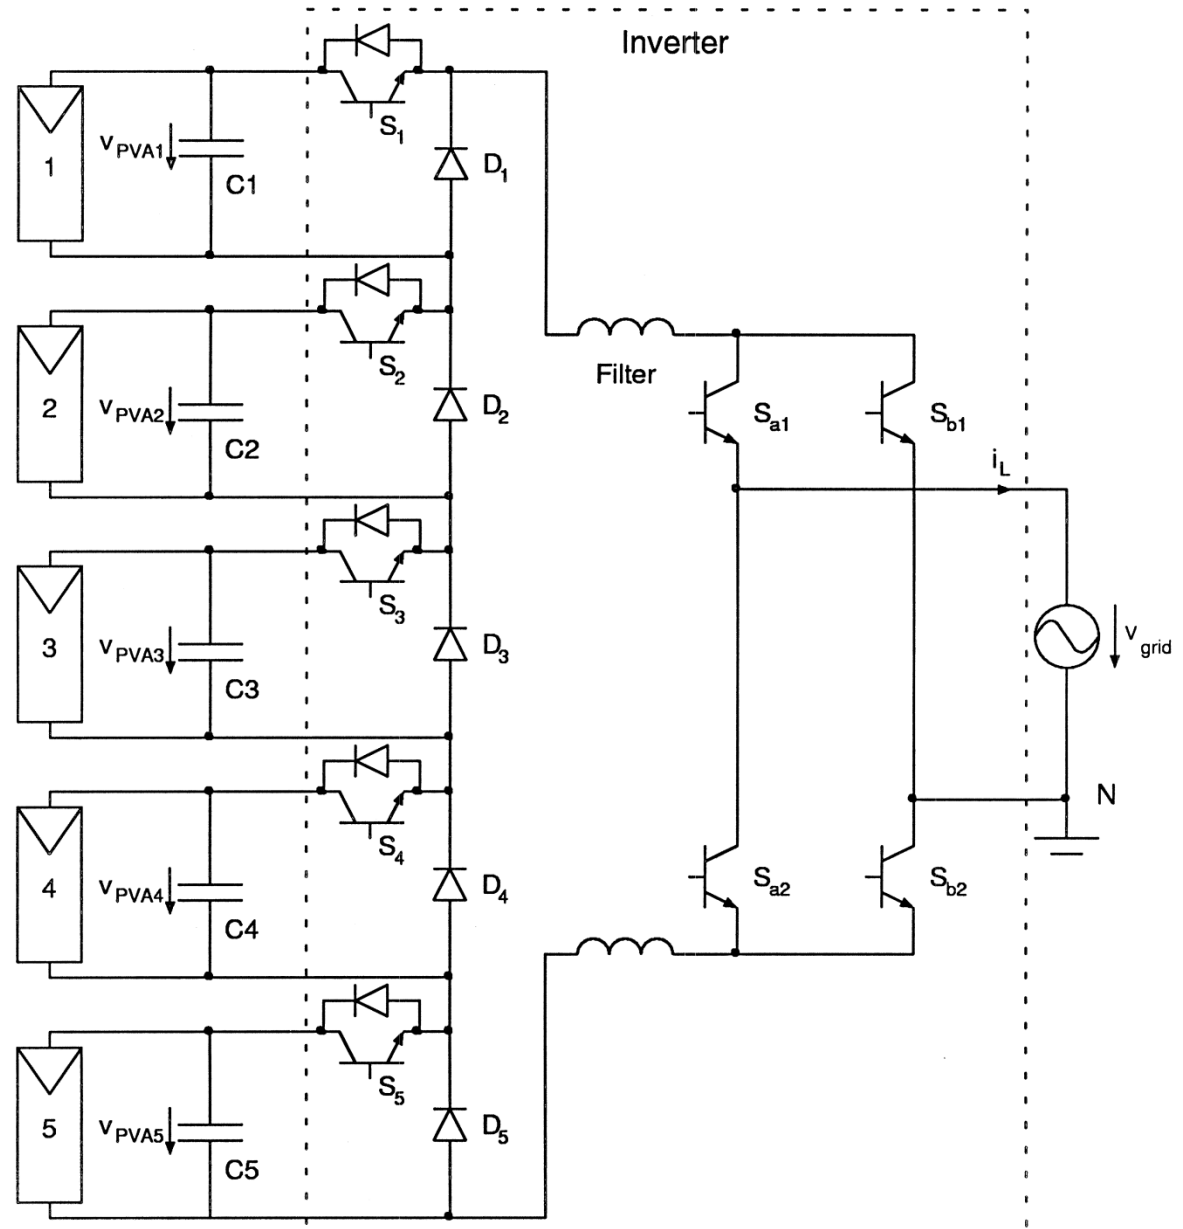 Inverter
S1
1
vPVA1
C1
D1
S2
2
vPVA2
C2
D2
Filter
Sa1
Sb1
iL
S3
3
vPVA3
C3
D3
vgrid
N
S4
4
vPVA4
C4
D4
Sa2
Sb2
S5
5
vPVA5
C5
D5